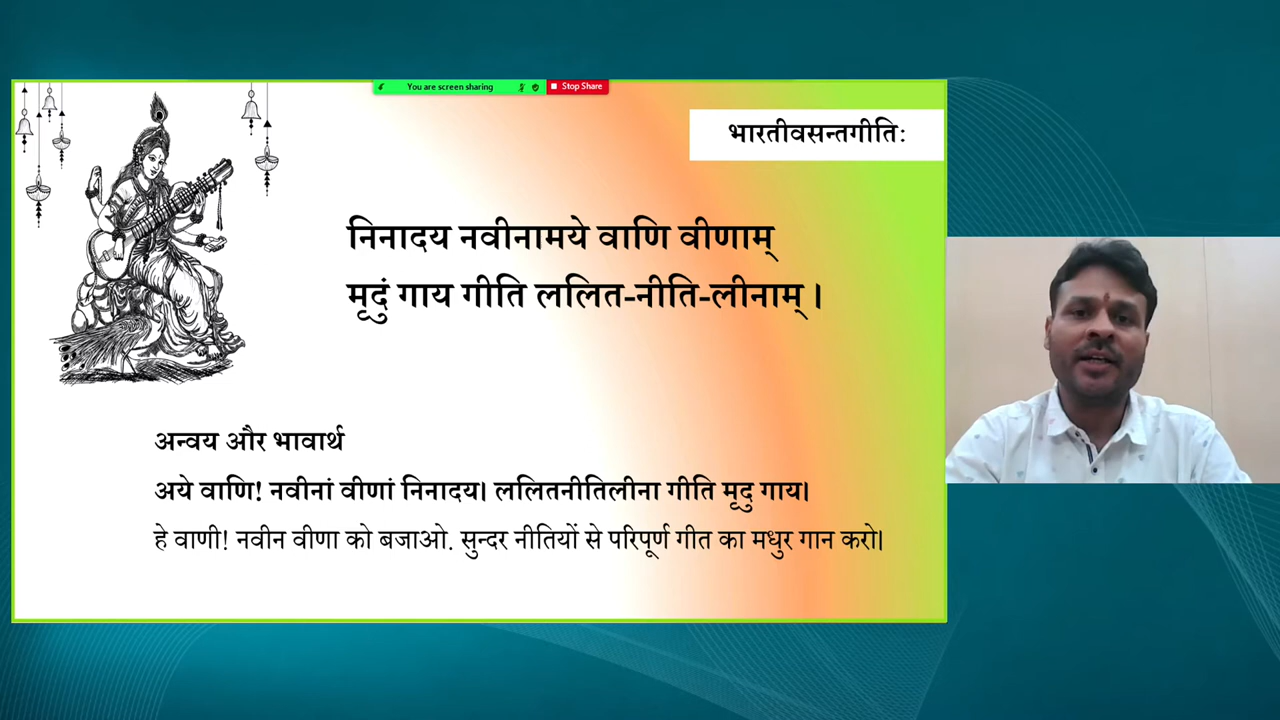 You are screen sharing
Stop Share
भारतीवसन्तगीतिः
निनादय नवीनामये वाणि वीणाम्
मृदुं गाय गीति ललित-नीति-लीनाम् ।
अन्वय और भावार्थ
अये वाणि! नवीनां वीणां निनादय। ललितनीतिलीना गीति मृदु गाय।
हे वाणी! नवीन वीणा को बजाओ. सुन्दर नीतियों से परिपूर्ण गीत का मधुर गान करो।